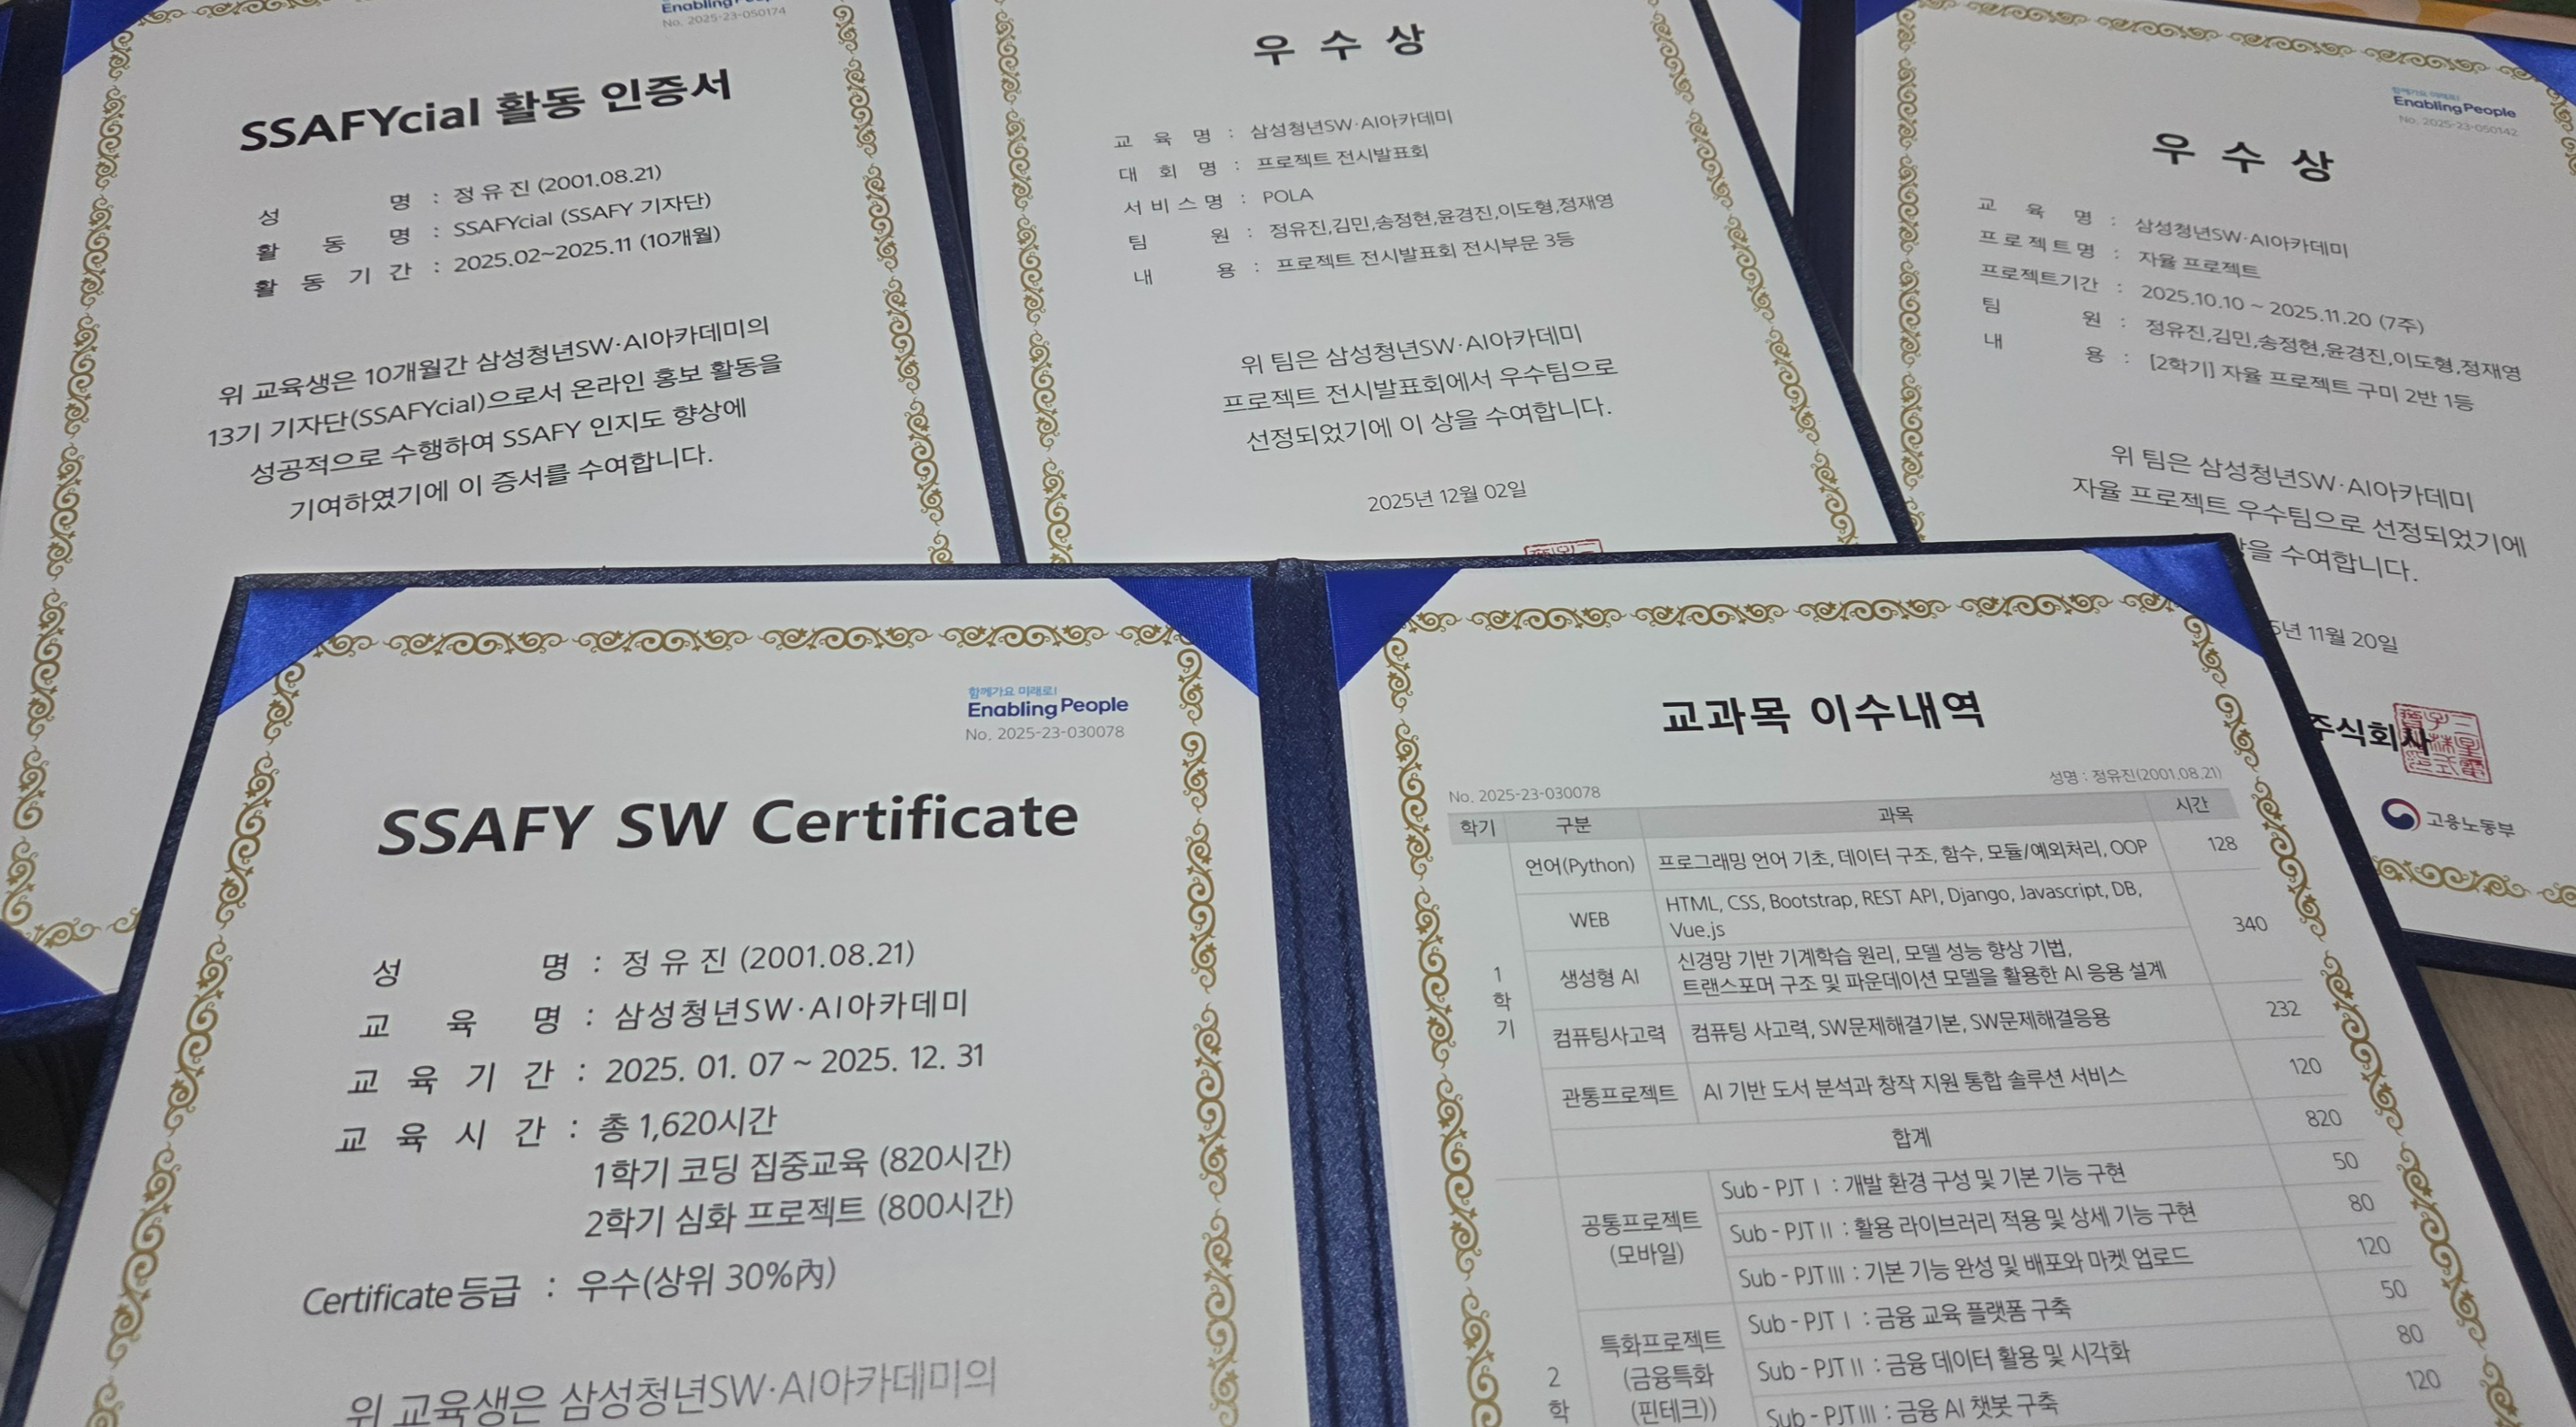 No. 2025-23-050174
SSAFYcial 활동 인증서
성 명 : 정 유 진 (2001.08.21)
활 동 명 : SSAFYcial (SSAFY 기자단)
활 동 기 간 : 2025.02~2025.11 (10개월)
위 교육생은 10개월간 삼성청년SW·AI아카데미의
13기 기자단(SSAFYcial)으로서 온라인 홍보 활동을
성공적으로 수행하여 SSAFY 인지도 향상에
기여하였기에 이 증서를 수여합니다.
우 수 상
교 육 명 : 삼성청년SW·AI아카데미
대 회 명 : 프로젝트 전시발표회
서 비 스 명 : POLA
팀 원 : 정유진,김민,송정현,윤경진,이도형,정재영
내 용 : 프로젝트 전시발표회 전시부문 3등
위 팀은 삼성청년SW·AI아카데미
프로젝트 전시발표회에서 우수팀으로
선정되었기에 이 상을 수여합니다.
2025년 12월 02일
함께가요 미래로!
Enabling People
No. 2025-23-050142
우 수 상
교 육 명 : 삼성청년SW·AI아카데미
프 로 젝 트 명 : 자율 프로젝트
프로젝트기간 : 2025.10.10 ~ 2025.11.20 (7주)
팀 원 : 정유진,김민,송정현,윤경진,이도형,정재영
내 용 : [2학기] 자율 프로젝트 구미 2반 1등
위 팀은 삼성청년SW·AI아카데미
자율 프로젝트 우수팀으로 선정되었기에
상을 수여합니다.
5년 11월 20일
주식회사
고용노동부
함께가요 미래로!
Enabling People
No. 2025-23-030078
SSAFY SW Certificate
성 명 : 정 유 진 (2001.08.21)
교 육 명 : 삼성청년SW·AI아카데미
교 육 기 간 : 2025. 01. 07 ~ 2025. 12. 31
교 육 시 간 : 총 1,620시간
1학기 코딩 집중교육 (820시간)
2학기 심화 프로젝트 (800시간)
Certificate등급 : 우수(상위 30%內)
위 교육생은 삼성청년SW·AI아카데미의
교과목 이수내역
No. 2025-23-030078 성명 : 정유진(2001.08.21)
학기 구분 과목 시간
1학기
언어(Python) 프로그래밍 언어 기초, 데이터 구조, 함수, 모듈/예외처리, OOP 128
WEB HTML, CSS, Bootstrap, REST API, Django, Javascript, DB,
Vue.js
340
생성형 AI 신경망 기반 기계학습 원리, 모델 성능 향상 기법,
트랜스포머 구조 및 파운데이션 모델을 활용한 AI 응용 설계
컴퓨팅사고력 컴퓨팅 사고력, SW문제해결기본, SW문제해결응용 232
관통프로젝트 AI 기반 도서 분석과 창작 지원 통합 솔루션 서비스 120
합계 820
2학
공통프로젝트
(모바일)
Sub - PJT Ⅰ : 개발 환경 구성 및 기본 기능 구현 50
Sub - PJT Ⅱ : 활용 라이브러리 적용 및 상세 기능 구현 80
Sub - PJT Ⅲ : 기본 기능 완성 및 배포와 마켓 업로드 120
특화프로젝트
(금융특화
(핀테크))
Sub - PJT Ⅰ : 금융 교육 플랫폼 구축 50
Sub - PJT Ⅱ : 금융 데이터 활용 및 시각화 80
Sub - PJT Ⅲ : 금융 AI 챗봇 구축 120